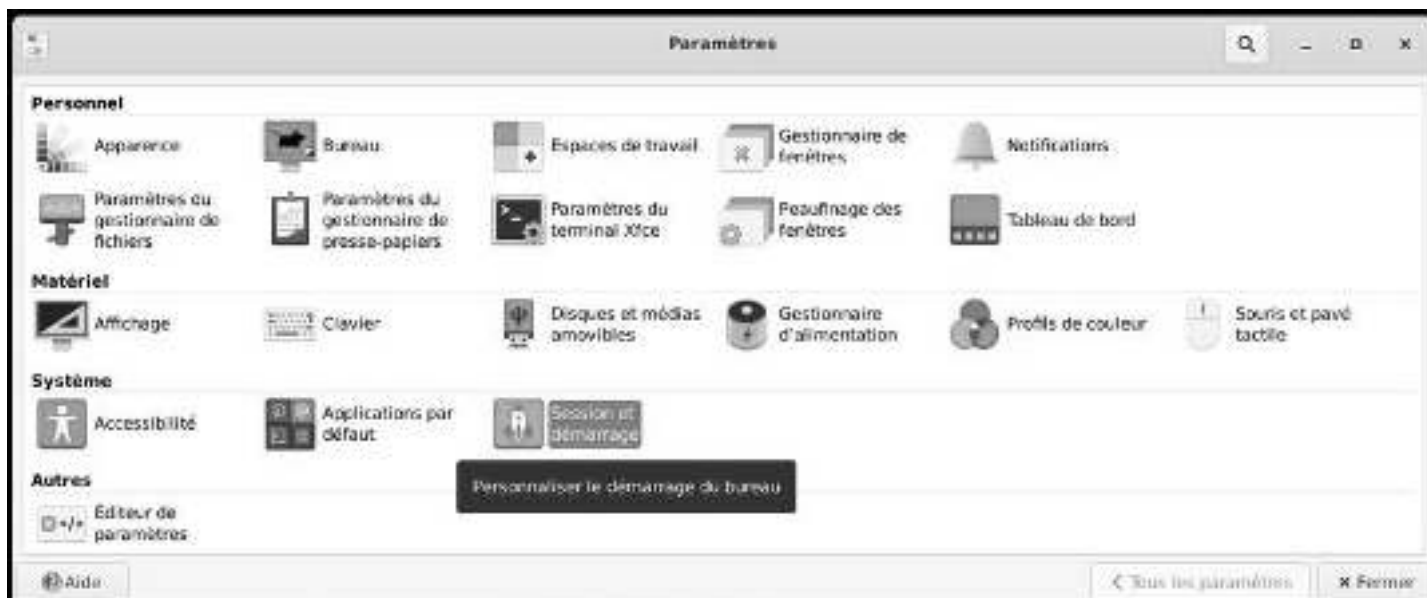 Paramètres
Personnel
Apparence
Bureau
Espaces de travail
Gestionnaire de
fenêtres
Notifications
Paramètres du
gestionnaire de
fichiers
Paramètres du
gestionnaire de
presse-papiers
Paramètres du
terminal Xfce
Peaufinage des
fenêtres
Tableau de bord
Matériel
Affichage
Clavier
Disques et médias
amovibles
Gestionnaire
d'alimentation
Profils de couleur
Souris et pavé
tactile
Système
Accessibilité
Applications par
défaut
Session et
démarrage
Personnaliser le démarrage du bureau
Autres
Éditeur de
paramètres
Aide
Tous les paramètres
Fermer